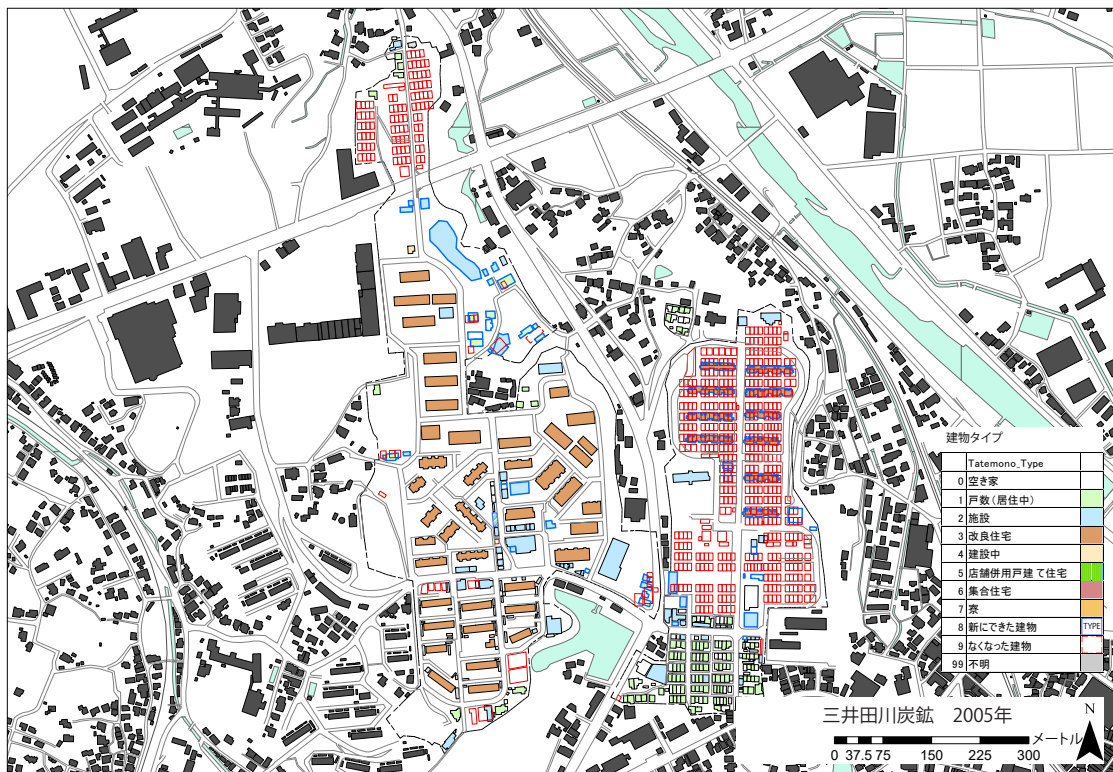 建物タイプ
Tatemono_Type
0 空き家
1 戸数(居住中)
2 施設
3 改良住宅
4 建設中
5 店舗併用戸建て住宅
6 集合住宅
7 寮
8 新にできた建物 TYPE
9 なくなった建物
99 不明
三井田川炭鉱 2005年
N
メートル
0 37.5 75 150 225 300